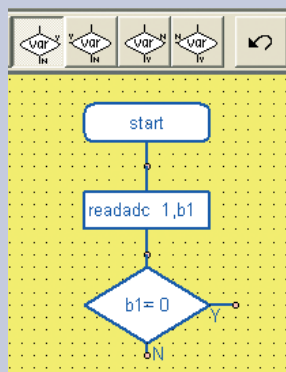 var Y N
Y var N
var N Y
N var Y
start
readadc 1,b1
b1= 0
Y
N